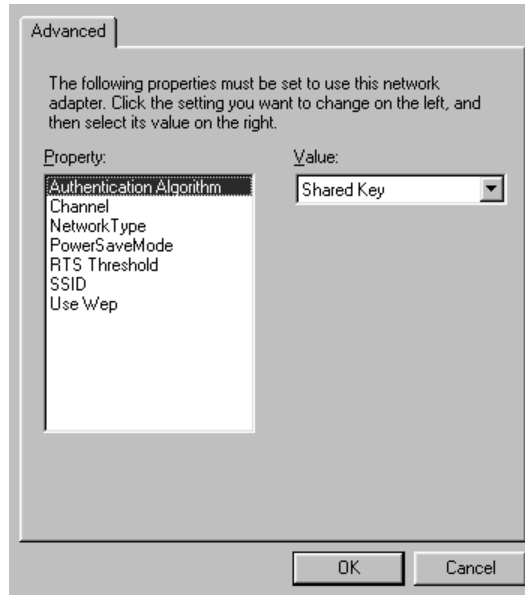 Advanced
The following properties must be set to use this network
adapter. Click the setting you want to change on the left, and
then select its value on the right.
Property:
Value:
Authentication Algorithm
Shared Key
Channel
NetworkType
PowerSaveMode
RTS Threshold
SSID
Use Wep
OK
Cancel